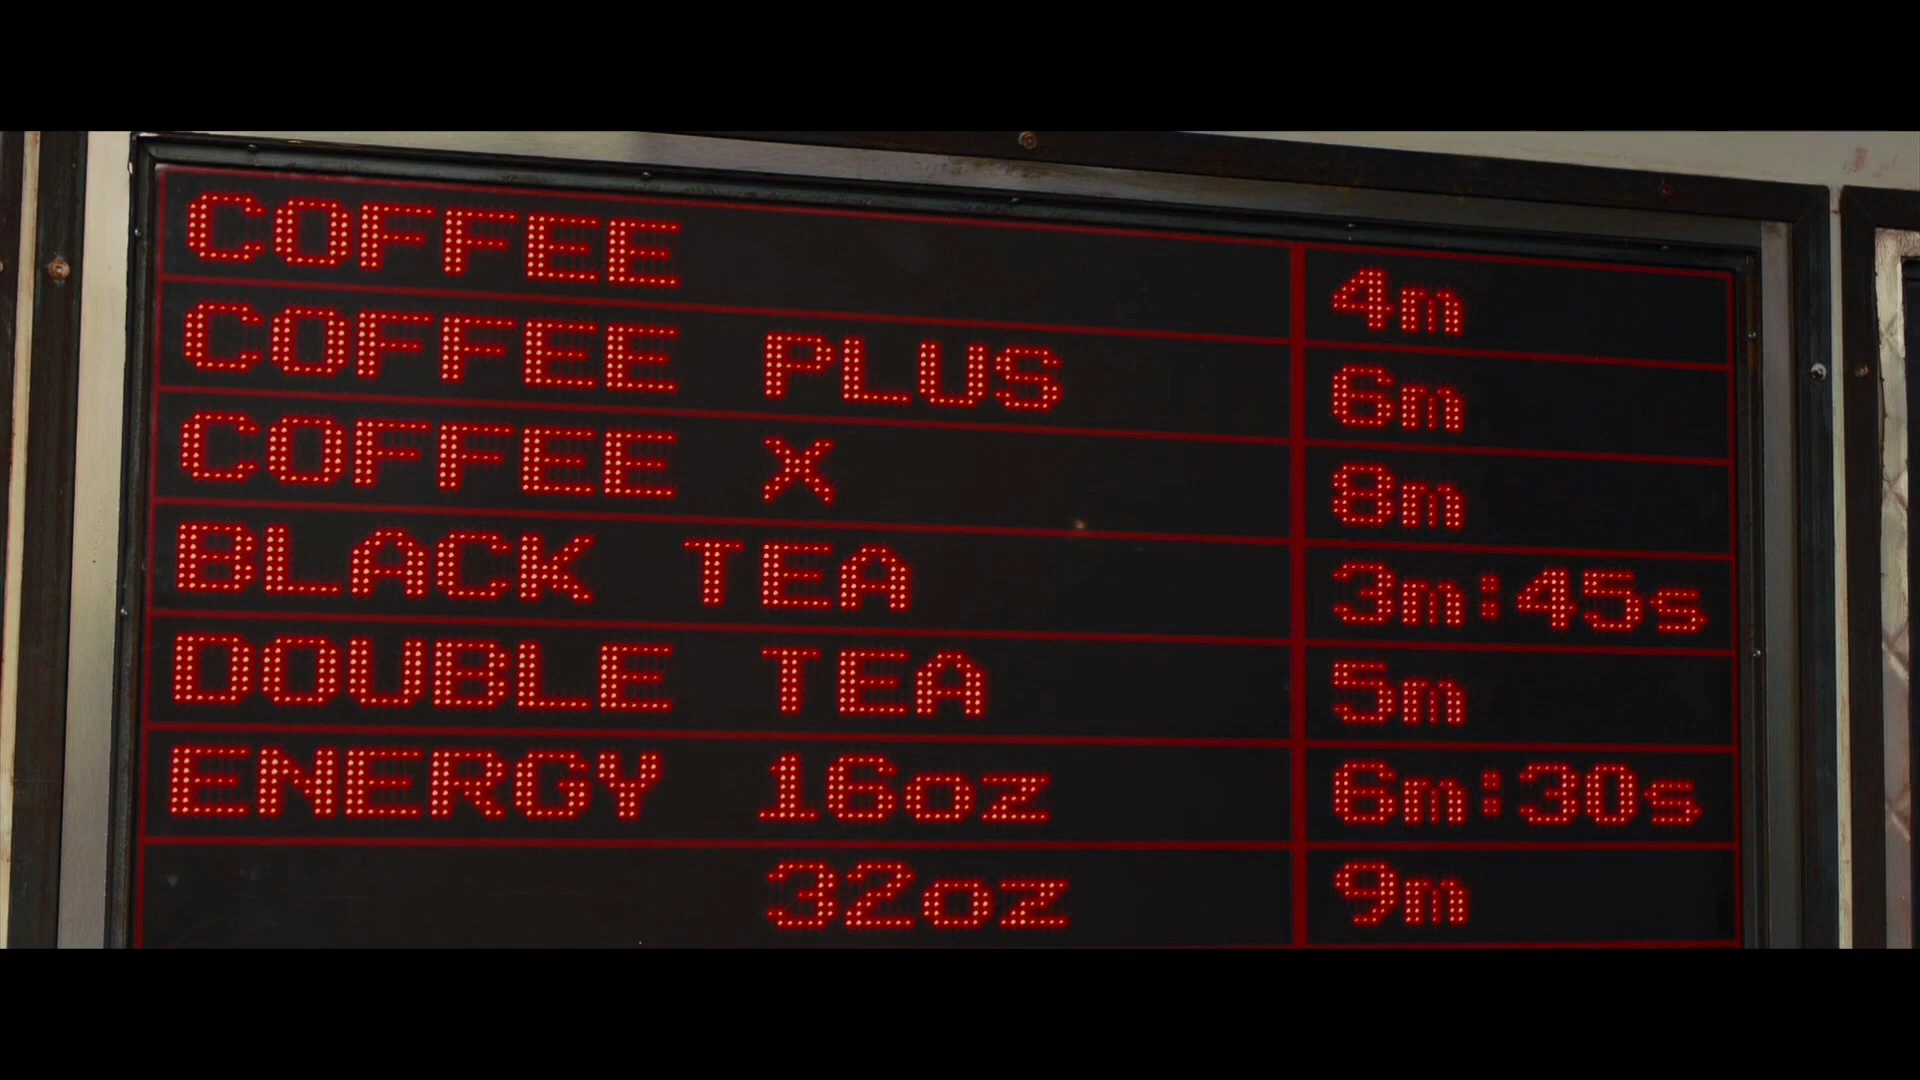 COFFEE 4m
COFFEE PLUS 6m
COFFEE X 8m
BLACK TEA 3m:45s
DOUBLE TEA 5m
ENERGY 16oz 6m:30s
32oz 9m